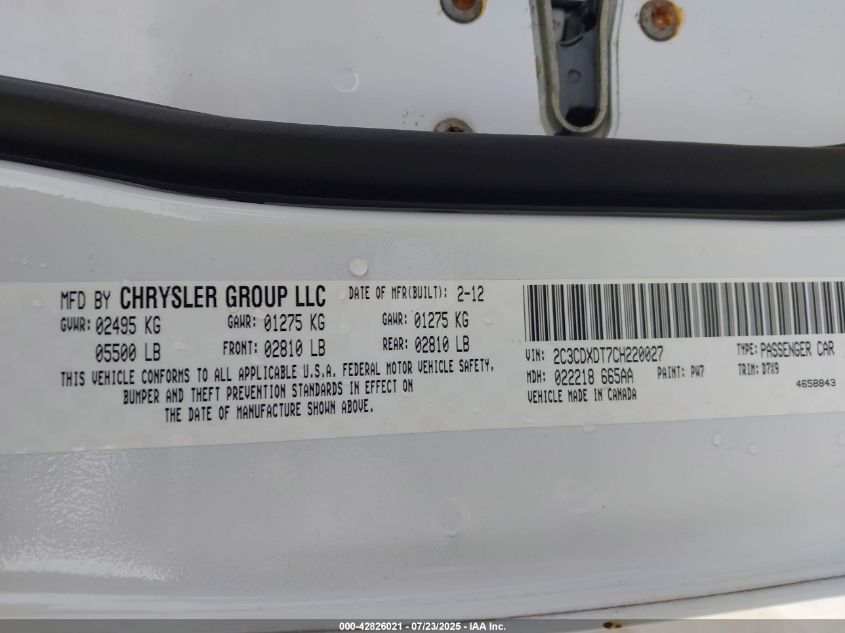 MFD BY CHRYSLER GROUP LLC DATE OF MFR(BUILT): 2-12
GVWR: 02495 KG GAWR: 01275 KG GAWR: 01275 KG
05500 LB FRONT: 02810 LB REAR: 02810 LB
THIS VEHICLE CONFORMS TO ALL APPLICABLE U.S.A. FEDERAL MOTOR VEHICLE SAFETY,
BUMPER AND THEFT PREVENTION STANDARDS IN EFFECT ON
THE DATE OF MANUFACTURE SHOWN ABOVE.
VIN: 2C3CDXDT7CH220027 TYPE: PASSENGER CAR
MDH: 022218 665AA PAINT: PW7 TRIM: D7X9
VEHICLE MADE IN CANADA 4658843
000-42826021 - 07/23/2025 - IAA Inc.